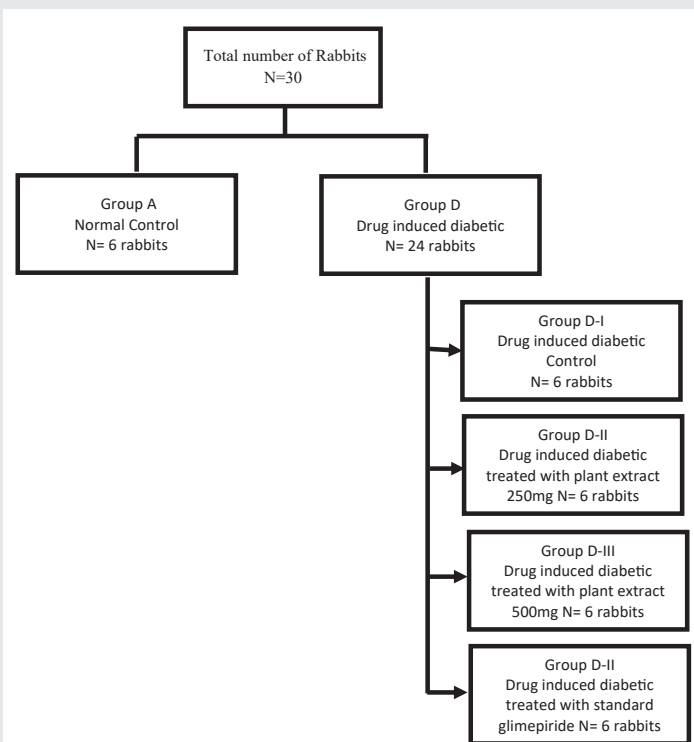 Total number of Rabbits
N=30
Group A
Normal Control
N= 6 rabbits
Group D
Drug induced diabetic
N= 24 rabbits
Group D-I
Drug induced diabetic
Control
N= 6 rabbits
Group D-II
Drug induced diabetic
treated with plant extract
250mg N= 6 rabbits
Group D-III
Drug induced diabetic
treated with plant extract
500mg N= 6 rabbits
Group D-II
Drug induced diabetic
treated with standard
glimepiride N= 6 rabbits